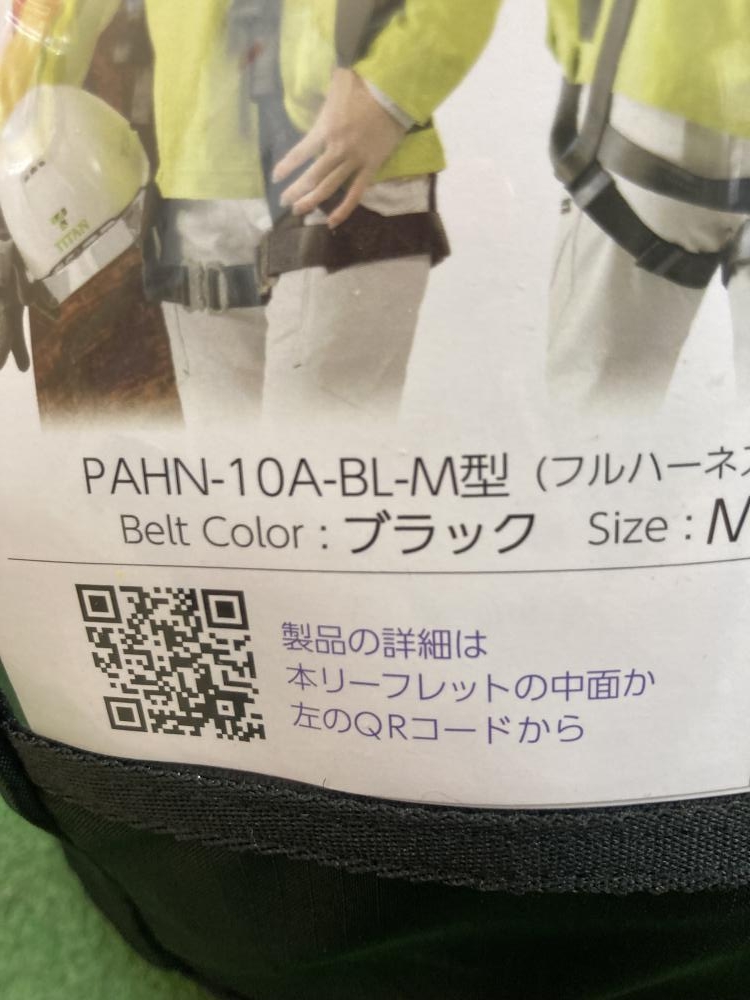 TITAN
PAHN-10A-BL-M型 (フルハーネス
Belt Color : ブラック Size : M
製品の詳細は
本リーフレットの中面か
左のQRコードから